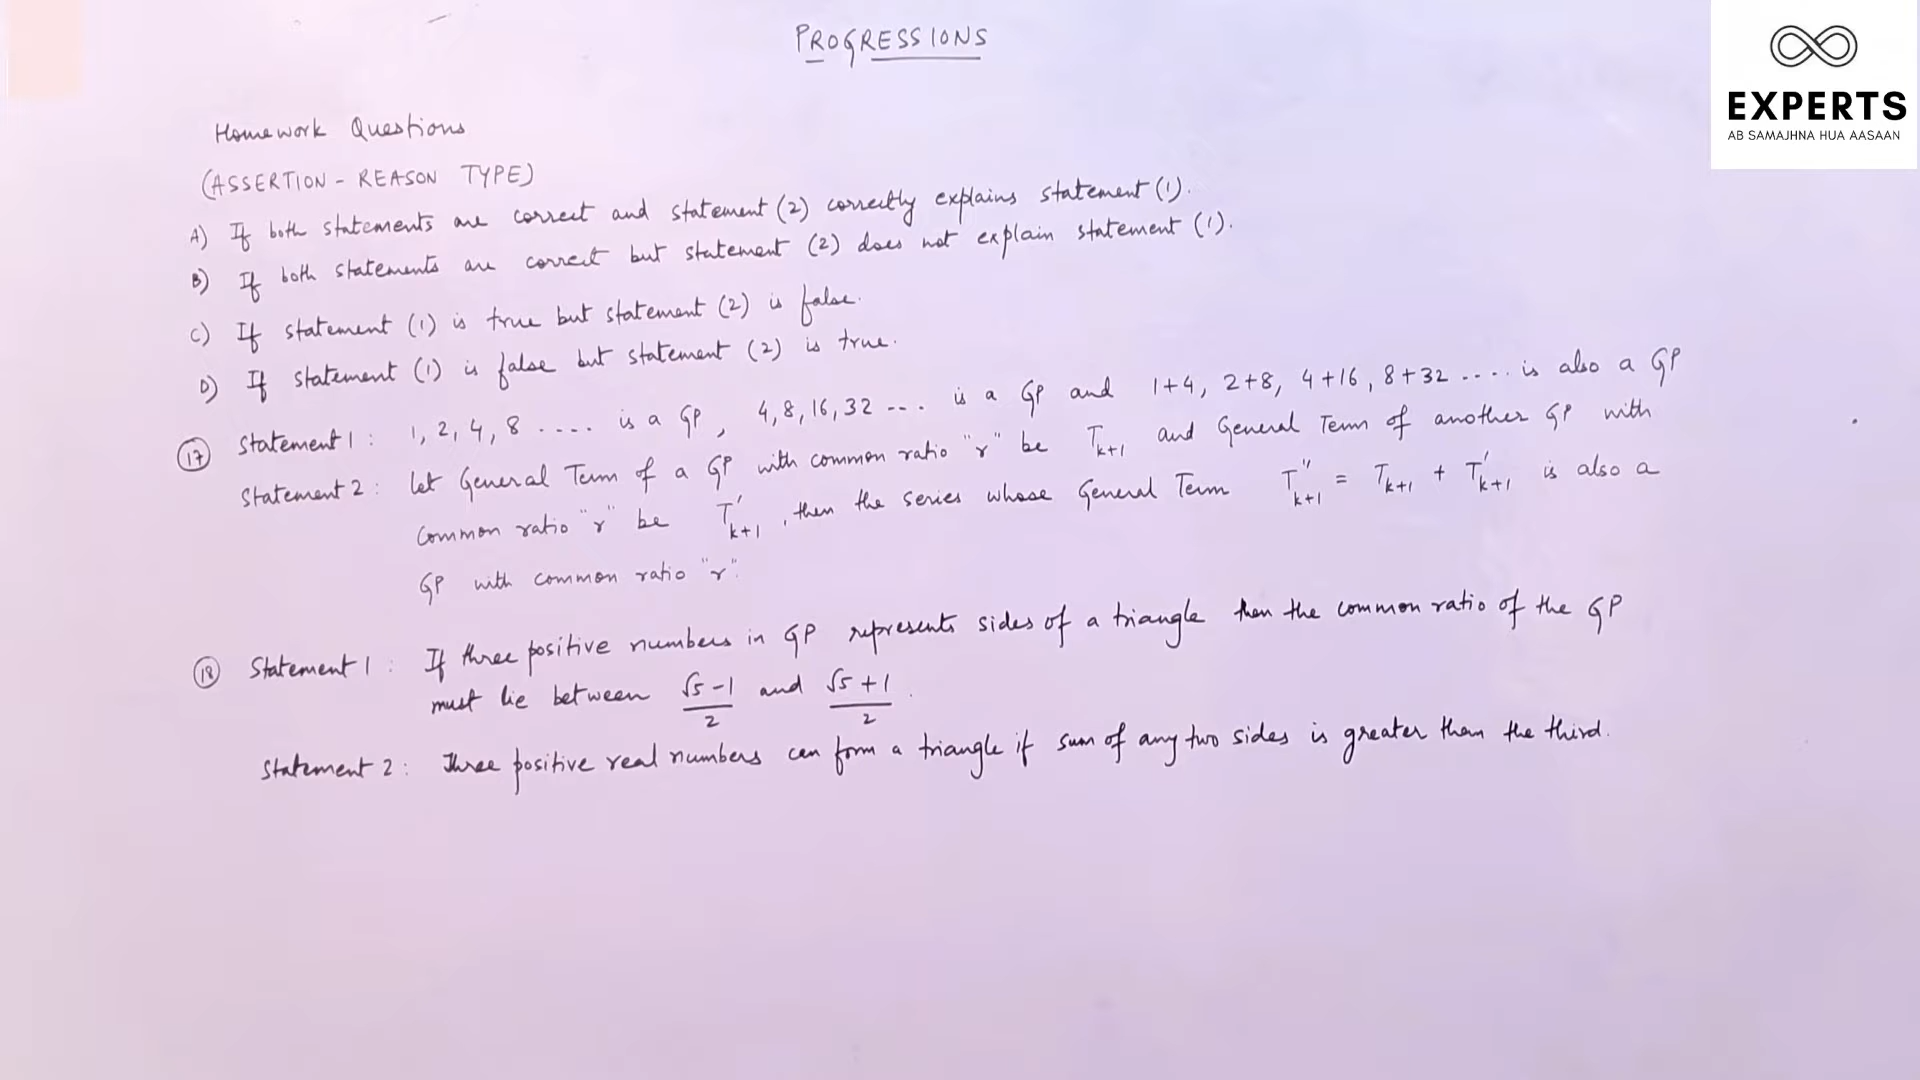 PROGRESSIONS
EXPERTS
AB SAMAJHNA HUA AASAAN
Homework Questions
(ASSERTION - REASON TYPE)
A) If both statements are correct and statement (2) correctly explains statement (1).
B) If both statements are correct but statement (2) does not explain statement (1).
C) If statement (1) is true but statement (2) is false.
D) If statement (1) is false but statement (2) is true.
(17) Statement 1 : 1, 2, 4, 8 .... is a GP, 4, 8, 16, 32 ... is a GP and 1+4, 2+8, 4+16, 8+32 .... is also a GP
Statement 2 : Let General Term of a GP with common ratio "r" be T_{k+1} and General Term of another GP with
common ratio "r" be T'_{k+1}, then the series whose General Term T''_{k+1} = T_{k+1} + T'_{k+1} is also a
GP with common ratio "r".
(18) Statement 1 : If three positive numbers in GP represents sides of a triangle then the common ratio of the GP
must lie between (√5 - 1)/2 and (√5 + 1)/2.
Statement 2 : Three positive real numbers can form a triangle if sum of any two sides is greater than the third.